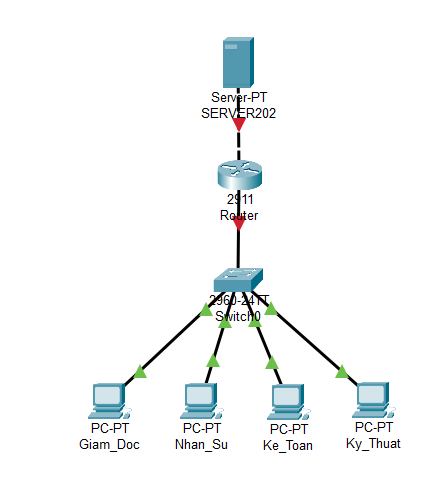 Server-PT
SERVER202
2911
Router
2960-24TT
Switch0
PC-PT
Giam_Doc
PC-PT
Nhan_Su
PC-PT
Ke_Toan
PC-PT
Ky_Thuat